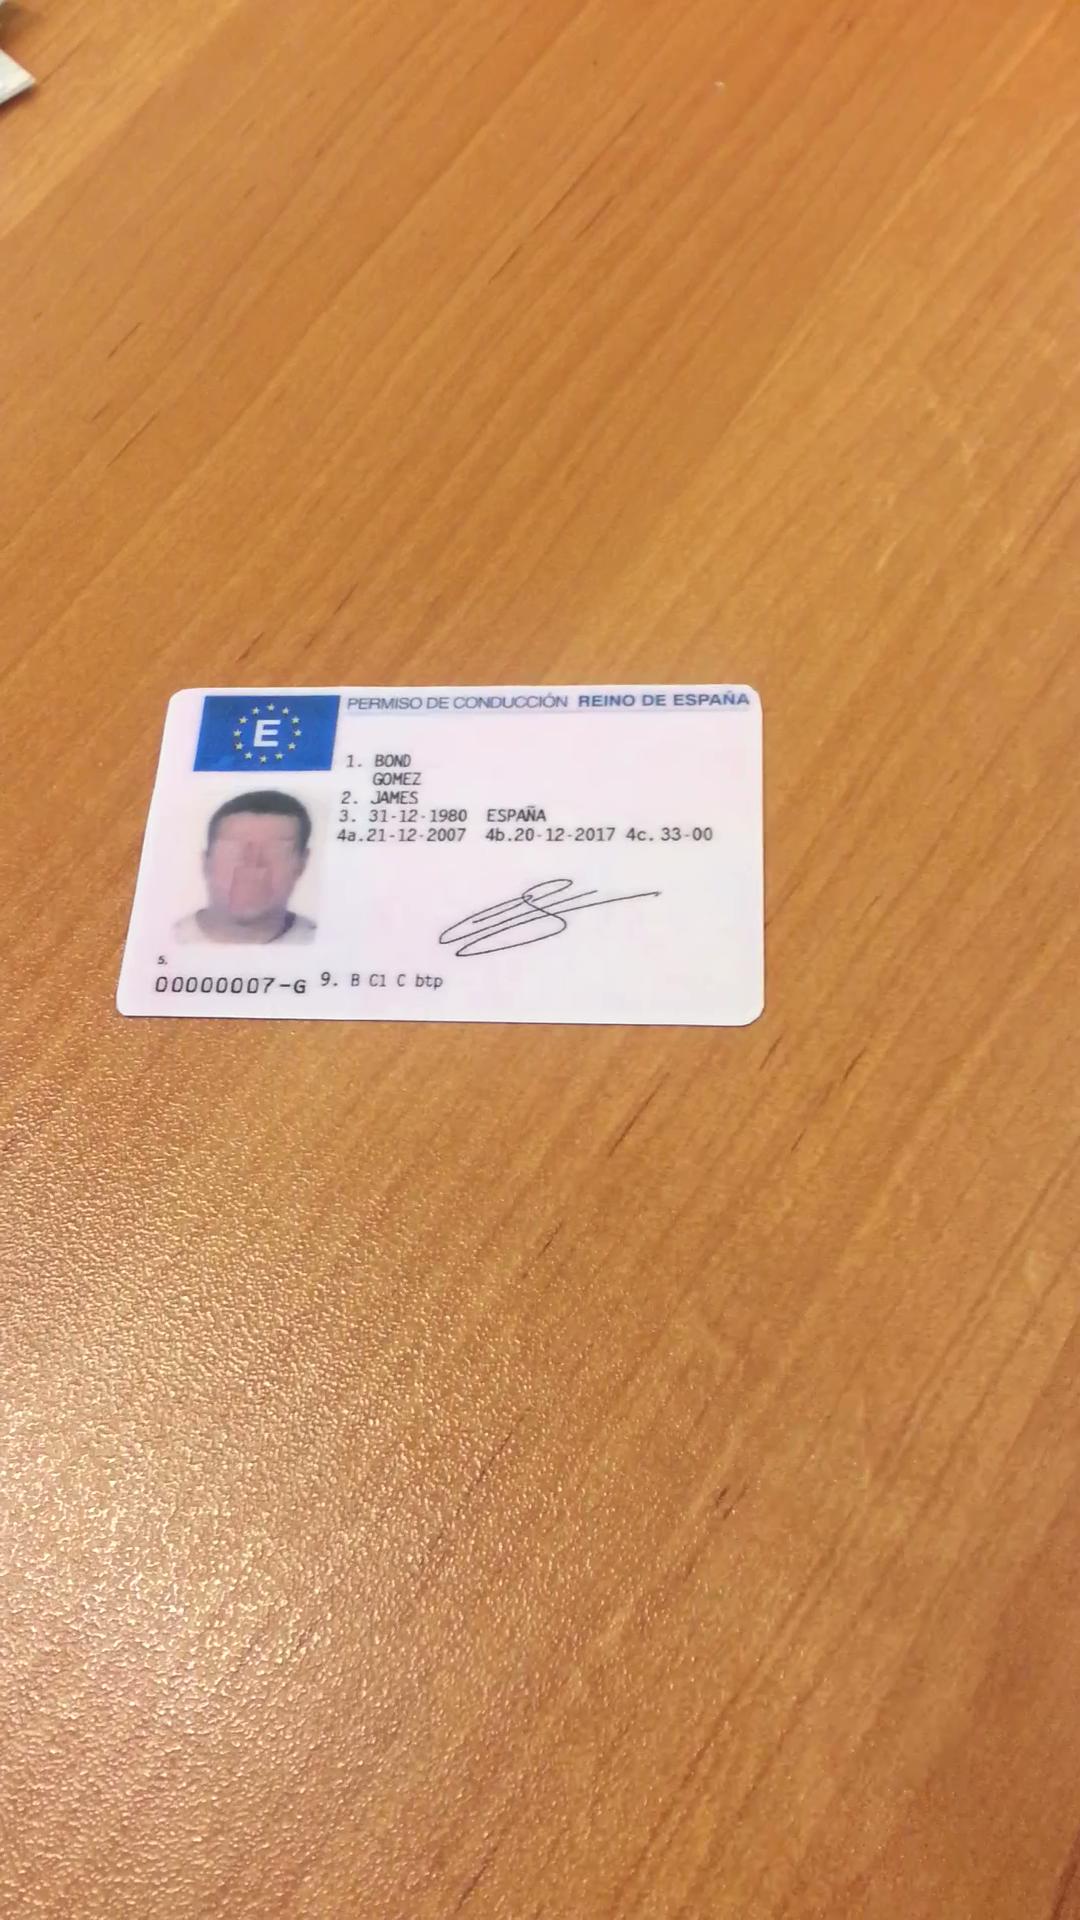 E
PERMISO DE CONDUCCIÓN REINO DE ESPAÑA
1. BOND
GOMEZ
2. JAMES
3. 31-12-1980 ESPAÑA
4a.21-12-2007 4b.20-12-2017 4c. 33-00
5.
00000007-G 9. B C1 C btp